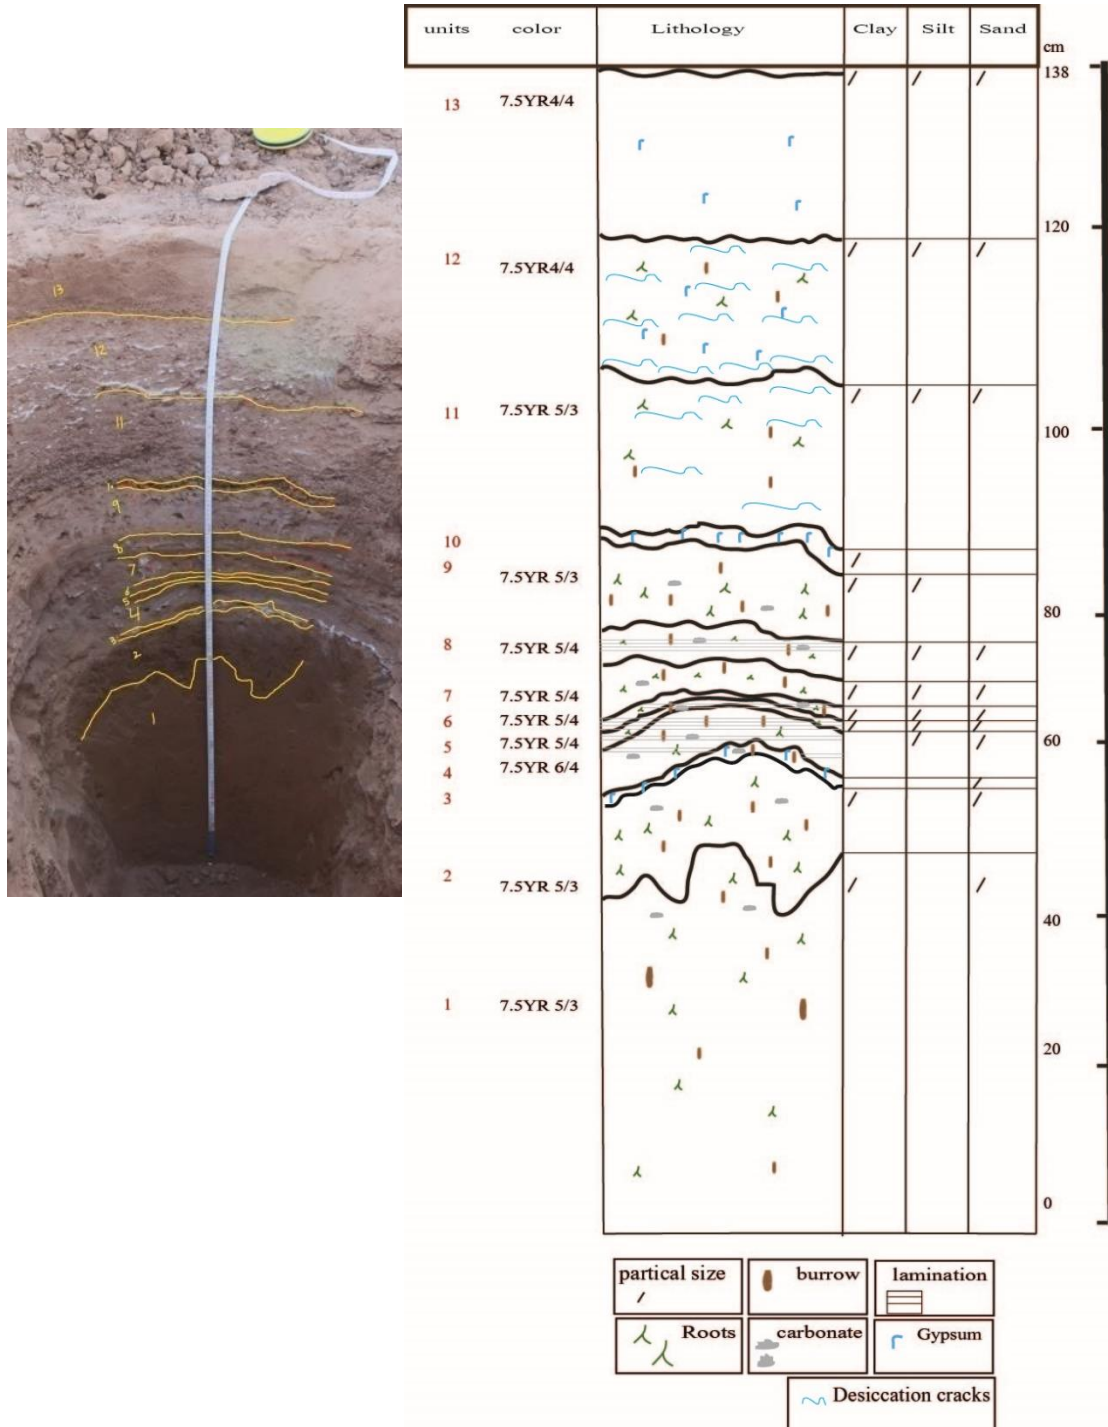 units color Lithology Clay Silt Sand
cm
138
13 7.5YR4/4
120
12 7.5YR4/4
11 7.5YR 5/3
100
10
9 7.5YR 5/3
80
8 7.5YR 5/4
7 7.5YR 5/4
6 7.5YR 5/4
5 7.5YR 5/4
60
4 7.5YR 6/4
3
2 7.5YR 5/3
40
1 7.5YR 5/3
20
0
13
12
11
10
9
8
7
6
5
4
3
2
1
partical size burrow lamination
Roots carbonate Gypsum
Desiccation cracks